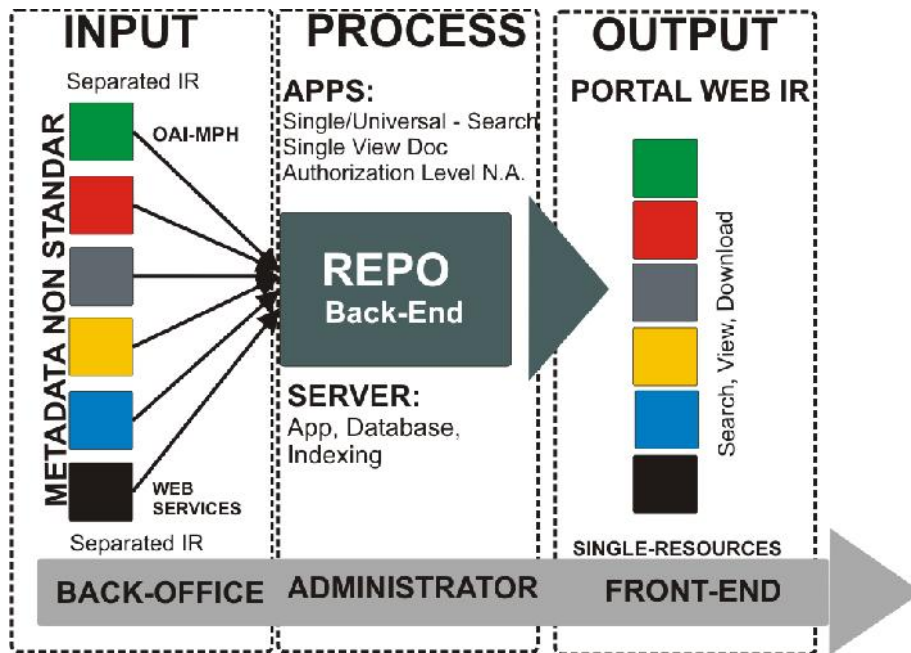 INPUT
Separated IR
OAI-MPH
METADATA NON STANDAR
WEB
SERVICES
Separated IR
BACK-OFFICE
PROCESS
APPS:
Single/Universal - Search
Single View Doc
Authorization Level N.A.
REPO
Back-End
SERVER:
App, Database,
Indexing
ADMINISTRATOR
OUTPUT
PORTAL WEB IR
Search, View, Download
SINGLE-RESOURCES
FRONT-END